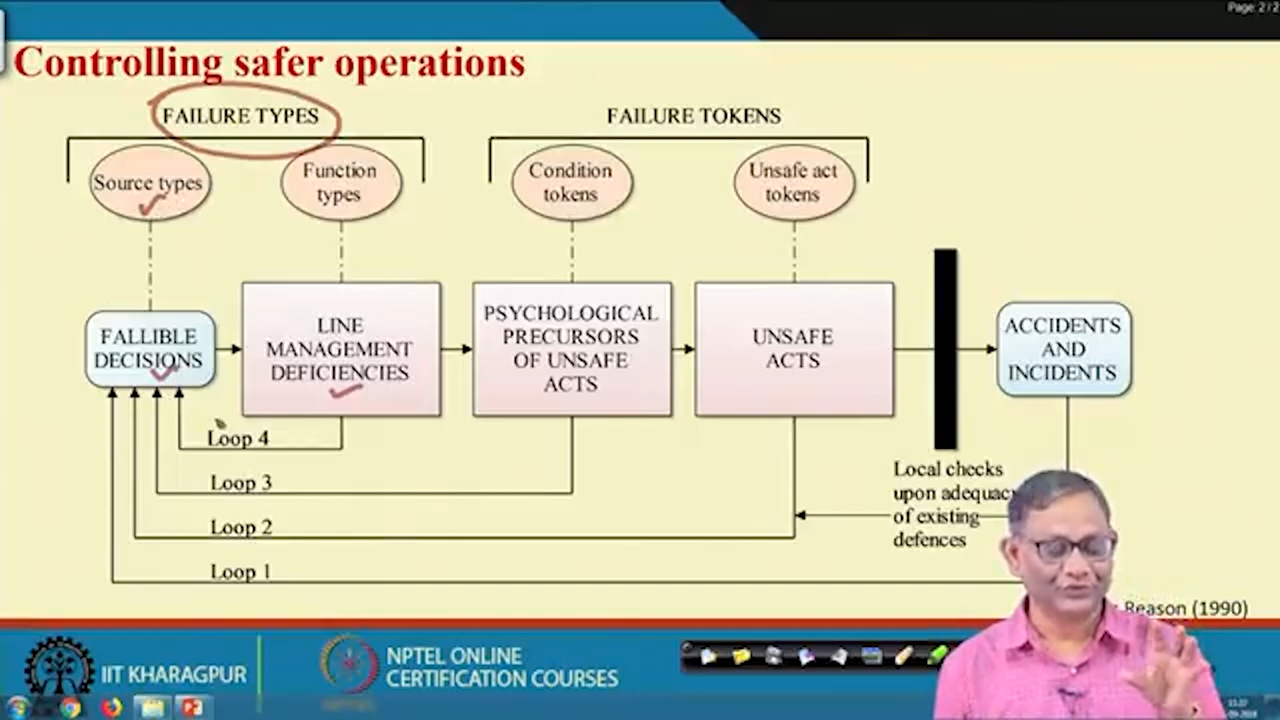 Page: 2 / 2
Controlling safer operations
FAILURE TYPES
FAILURE TOKENS
Source types
Function
types
Condition
tokens
Unsafe act
tokens
FALLIBLE
DECISIONS
LINE
MANAGEMENT
DEFICIENCIES
PSYCHOLOGICAL
PRECURSORS
OF UNSAFE
ACTS
UNSAFE
ACTS
ACCIDENTS
AND
INCIDENTS
Loop 4
Loop 3
Loop 2
Loop 1
Local checks
upon adequac
of existing
defences
Reason (1990)
IIT KHARAGPUR
NPTEL ONLINE
CERTIFICATION COURSES